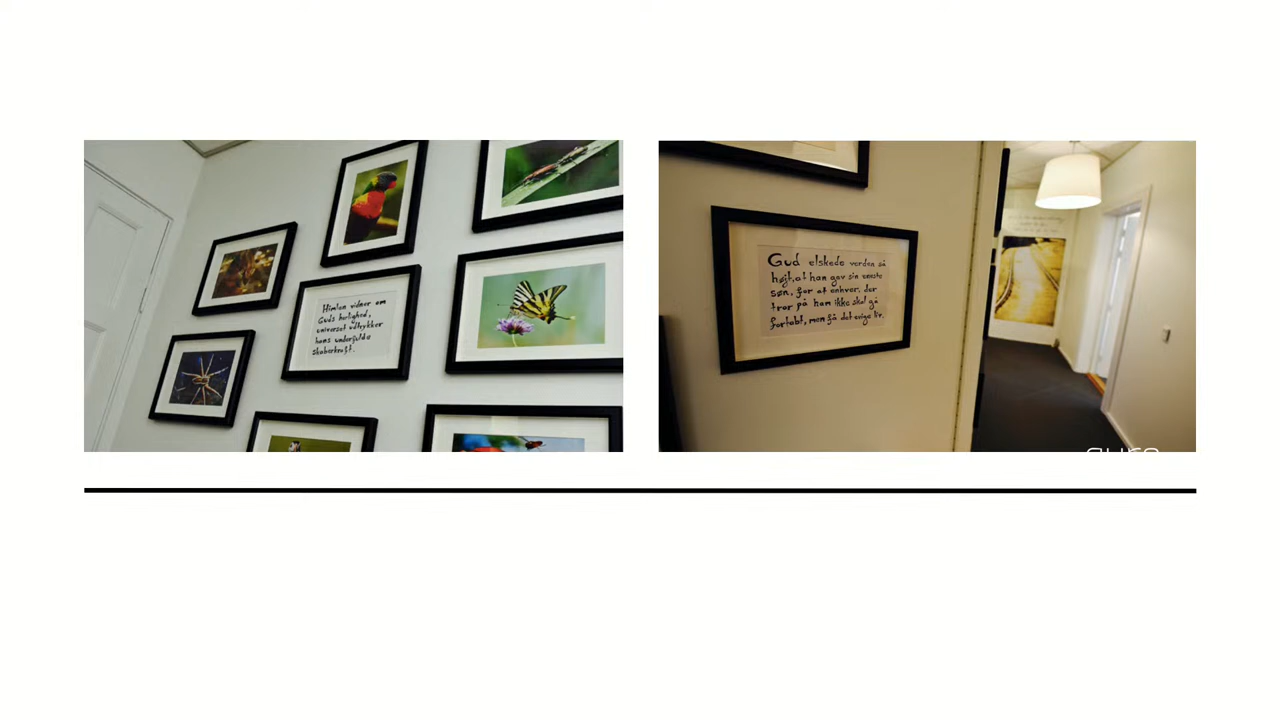 Himlen vidner om
Guds herlighed,
universet udtrykker
hans underfulde
skaberkraft.
Gud elskede verden så
højt, at han gav sin eneste
søn, for at enhver, der
tror på ham ikke skal gå
fortabt, men få det evige liv.